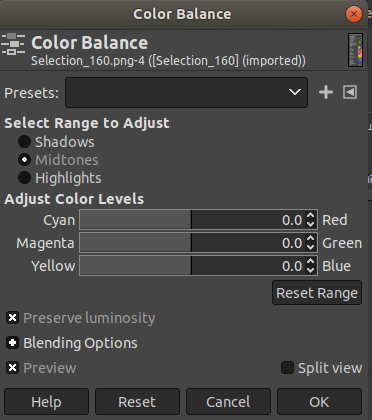 Color Balance
Color Balance
Selection_160.png-4 ([Selection_160] (imported))
Presets:
Select Range to Adjust
Shadows
Midtones
Highlights
Adjust Color Levels
Cyan 0.0 Red
Magenta 0.0 Green
Yellow 0.0 Blue
Reset Range
Preserve luminosity
Blending Options
Preview Split view
Help Reset Cancel OK